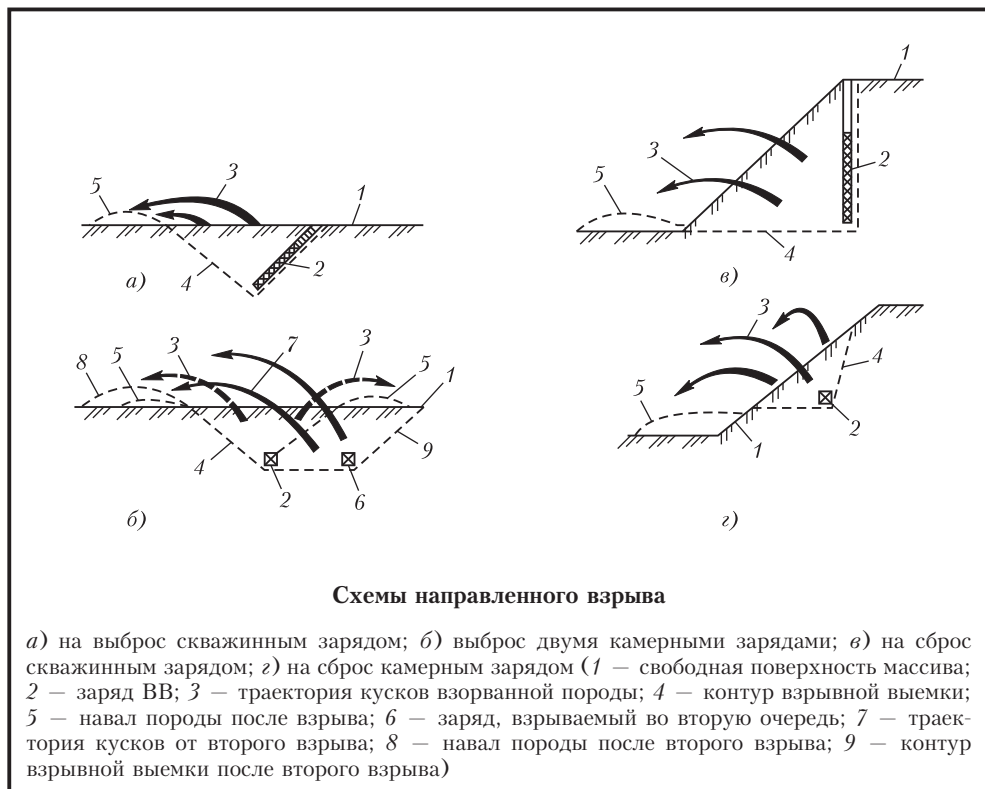 1
3
2
5
4
в)
5
3
1
4
2
а)
3
4
5
2
1
г)
8
5
3
7
3
5
1
4
2
6
9
б)
Схемы направленного взрыва
а) на выброс скважинным зарядом; б) выброс двумя камерными зарядами; в) на сброс
скважинным зарядом; г) на сброс камерным зарядом (1 — свободная поверхность массива;
2 — заряд ВВ; 3 — траектория кусков взорванной породы; 4 — контур взрывной выемки;
5 — навал породы после взрыва; 6 — заряд, взрываемый во вторую очередь; 7 — траек-
тория кусков от второго взрыва; 8 — навал породы после второго взрыва; 9 — контур
взрывной выемки после второго взрыва)